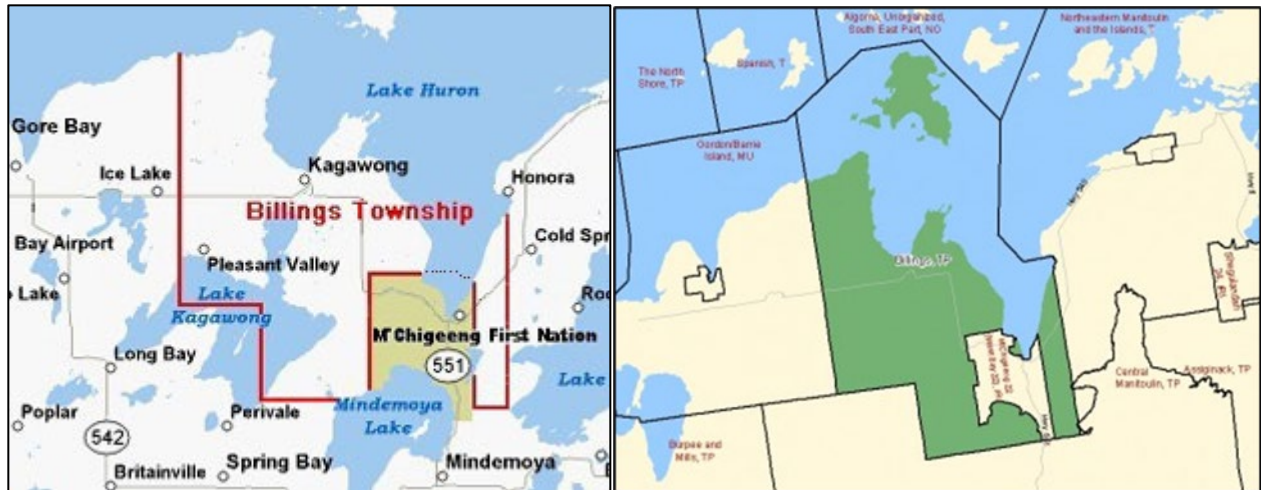 Lake Huron
Gore Bay
Kagawong
Ice Lake
Honora
Billings Township
Bay Airport
Cold Spr
Pleasant Valley
Lake
Lake
Kagawong
M'Chigeeng First Nation
Long Bay
551
Lake
Poplar
Perivale
Mindemoya
Lake
542
Spring Bay
Mindemoya
Britainville
Algoma, Unorganized,
South East Part, NO
Northeastern Manitoulin
and the Islands, T
The North
Shore, TP
Spanish, T
Gordon/Barrie
Island, MU
Billings, TP
Central
Manitoulin, TP
Assiginack, TP
Burpee and
Mills, TP